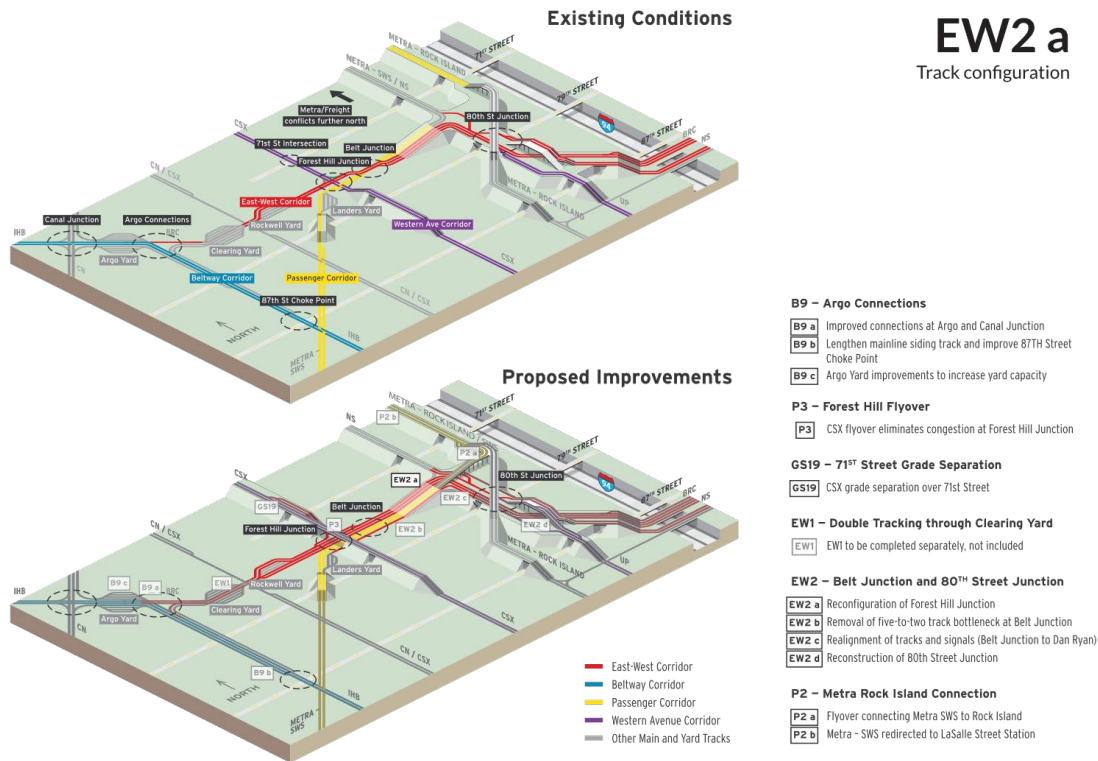 Existing Conditions
EW2 a
Track configuration
METRA – ROCK ISLAND
71ST STREET
METRA – SWS / NS
79TH STREET
Metra/Freight
conflicts further north
80th St Junction
94
87TH STREET
BRC
NS
CSX
71st St Intersection
Belt Junction
Forest Hill Junction
CN / CSX
METRA – ROCK ISLAND
UP
East-West Corridor
Landers Yard
Rockwell Yard
Western Ave Corridor
Canal Junction
Argo Connections
IHB
BRC
Clearing Yard
Argo Yard
CSX
CN
Beltway Corridor
Passenger Corridor
CN / CSX
87th St Choke Point
NORTH
IHB
METRA
SWS
Proposed Improvements
METRA – ROCK ISLAND / SWS
71ST STREET
P2 b
NS
P2 a
79TH STREET
80th St Junction
EW2 a
94
87TH STREET
BRC
NS
CSX
EW2 c
GS19
Belt Junction
P3
EW2 b
EW2 d
Forest Hill Junction
CN / CSX
METRA – ROCK ISLAND
UP
Landers Yard
Rockwell Yard
B9 c
B9 a
BRC
EW1
IHB
Clearing Yard
Argo Yard
CSX
CN
CN / CSX
B9 b
NORTH
IHB
METRA
SWS
East-West Corridor
Beltway Corridor
Passenger Corridor
Western Avenue Corridor
Other Main and Yard Tracks
B9 – Argo Connections
B9 a Improved connections at Argo and Canal Junction
B9 b Lengthen mainline siding track and improve 87TH Street
Choke Point
B9 c Argo Yard improvements to increase yard capacity
P3 – Forest Hill Flyover
P3 CSX flyover eliminates congestion at Forest Hill Junction
GS19 – 71ST Street Grade Separation
GS19 CSX grade separation over 71st Street
EW1 – Double Tracking through Clearing Yard
EW1 EW1 to be completed separately, not included
EW2 – Belt Junction and 80TH Street Junction
EW2 a Reconfiguration of Forest Hill Junction
EW2 b Removal of five-to-two track bottleneck at Belt Junction
EW2 c Realignment of tracks and signals (Belt Junction to Dan Ryan)
EW2 d Reconstruction of 80th Street Junction
P2 – Metra Rock Island Connection
P2 a Flyover connecting Metra SWS to Rock Island
P2 b Metra - SWS redirected to LaSalle Street Station